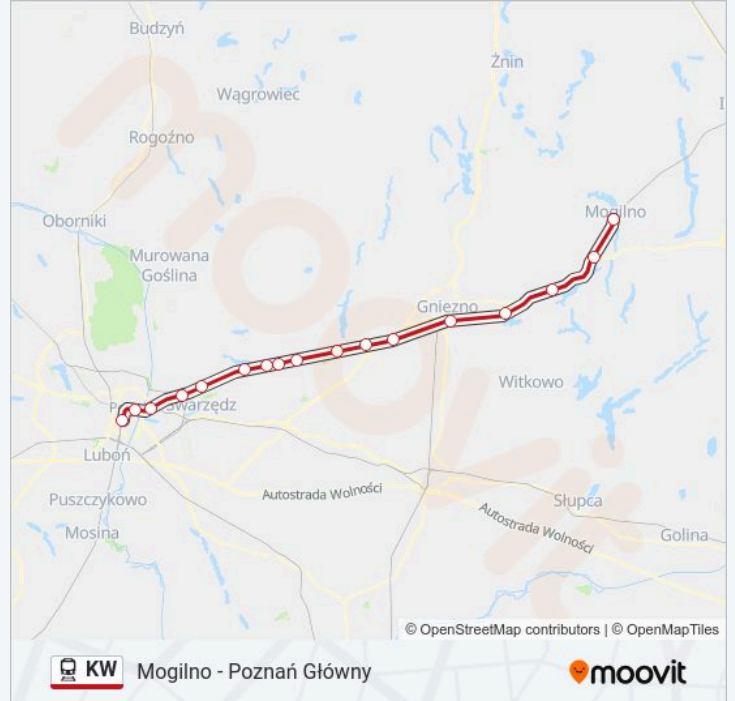 Budzyń
Żnin
Wągrowiec
Rogoźno
Oborniki
Mogilno
Murowana
Goślina
Gniezno
Witkowo
Swarzędz
Luboń
Autostrada Wolności
Puszczykowo
Słupca
Autostrada Wolności
Mosina
Golina
moovit
© OpenStreetMap contributors | © OpenMapTiles
KW Mogilno - Poznań Główny
moovit